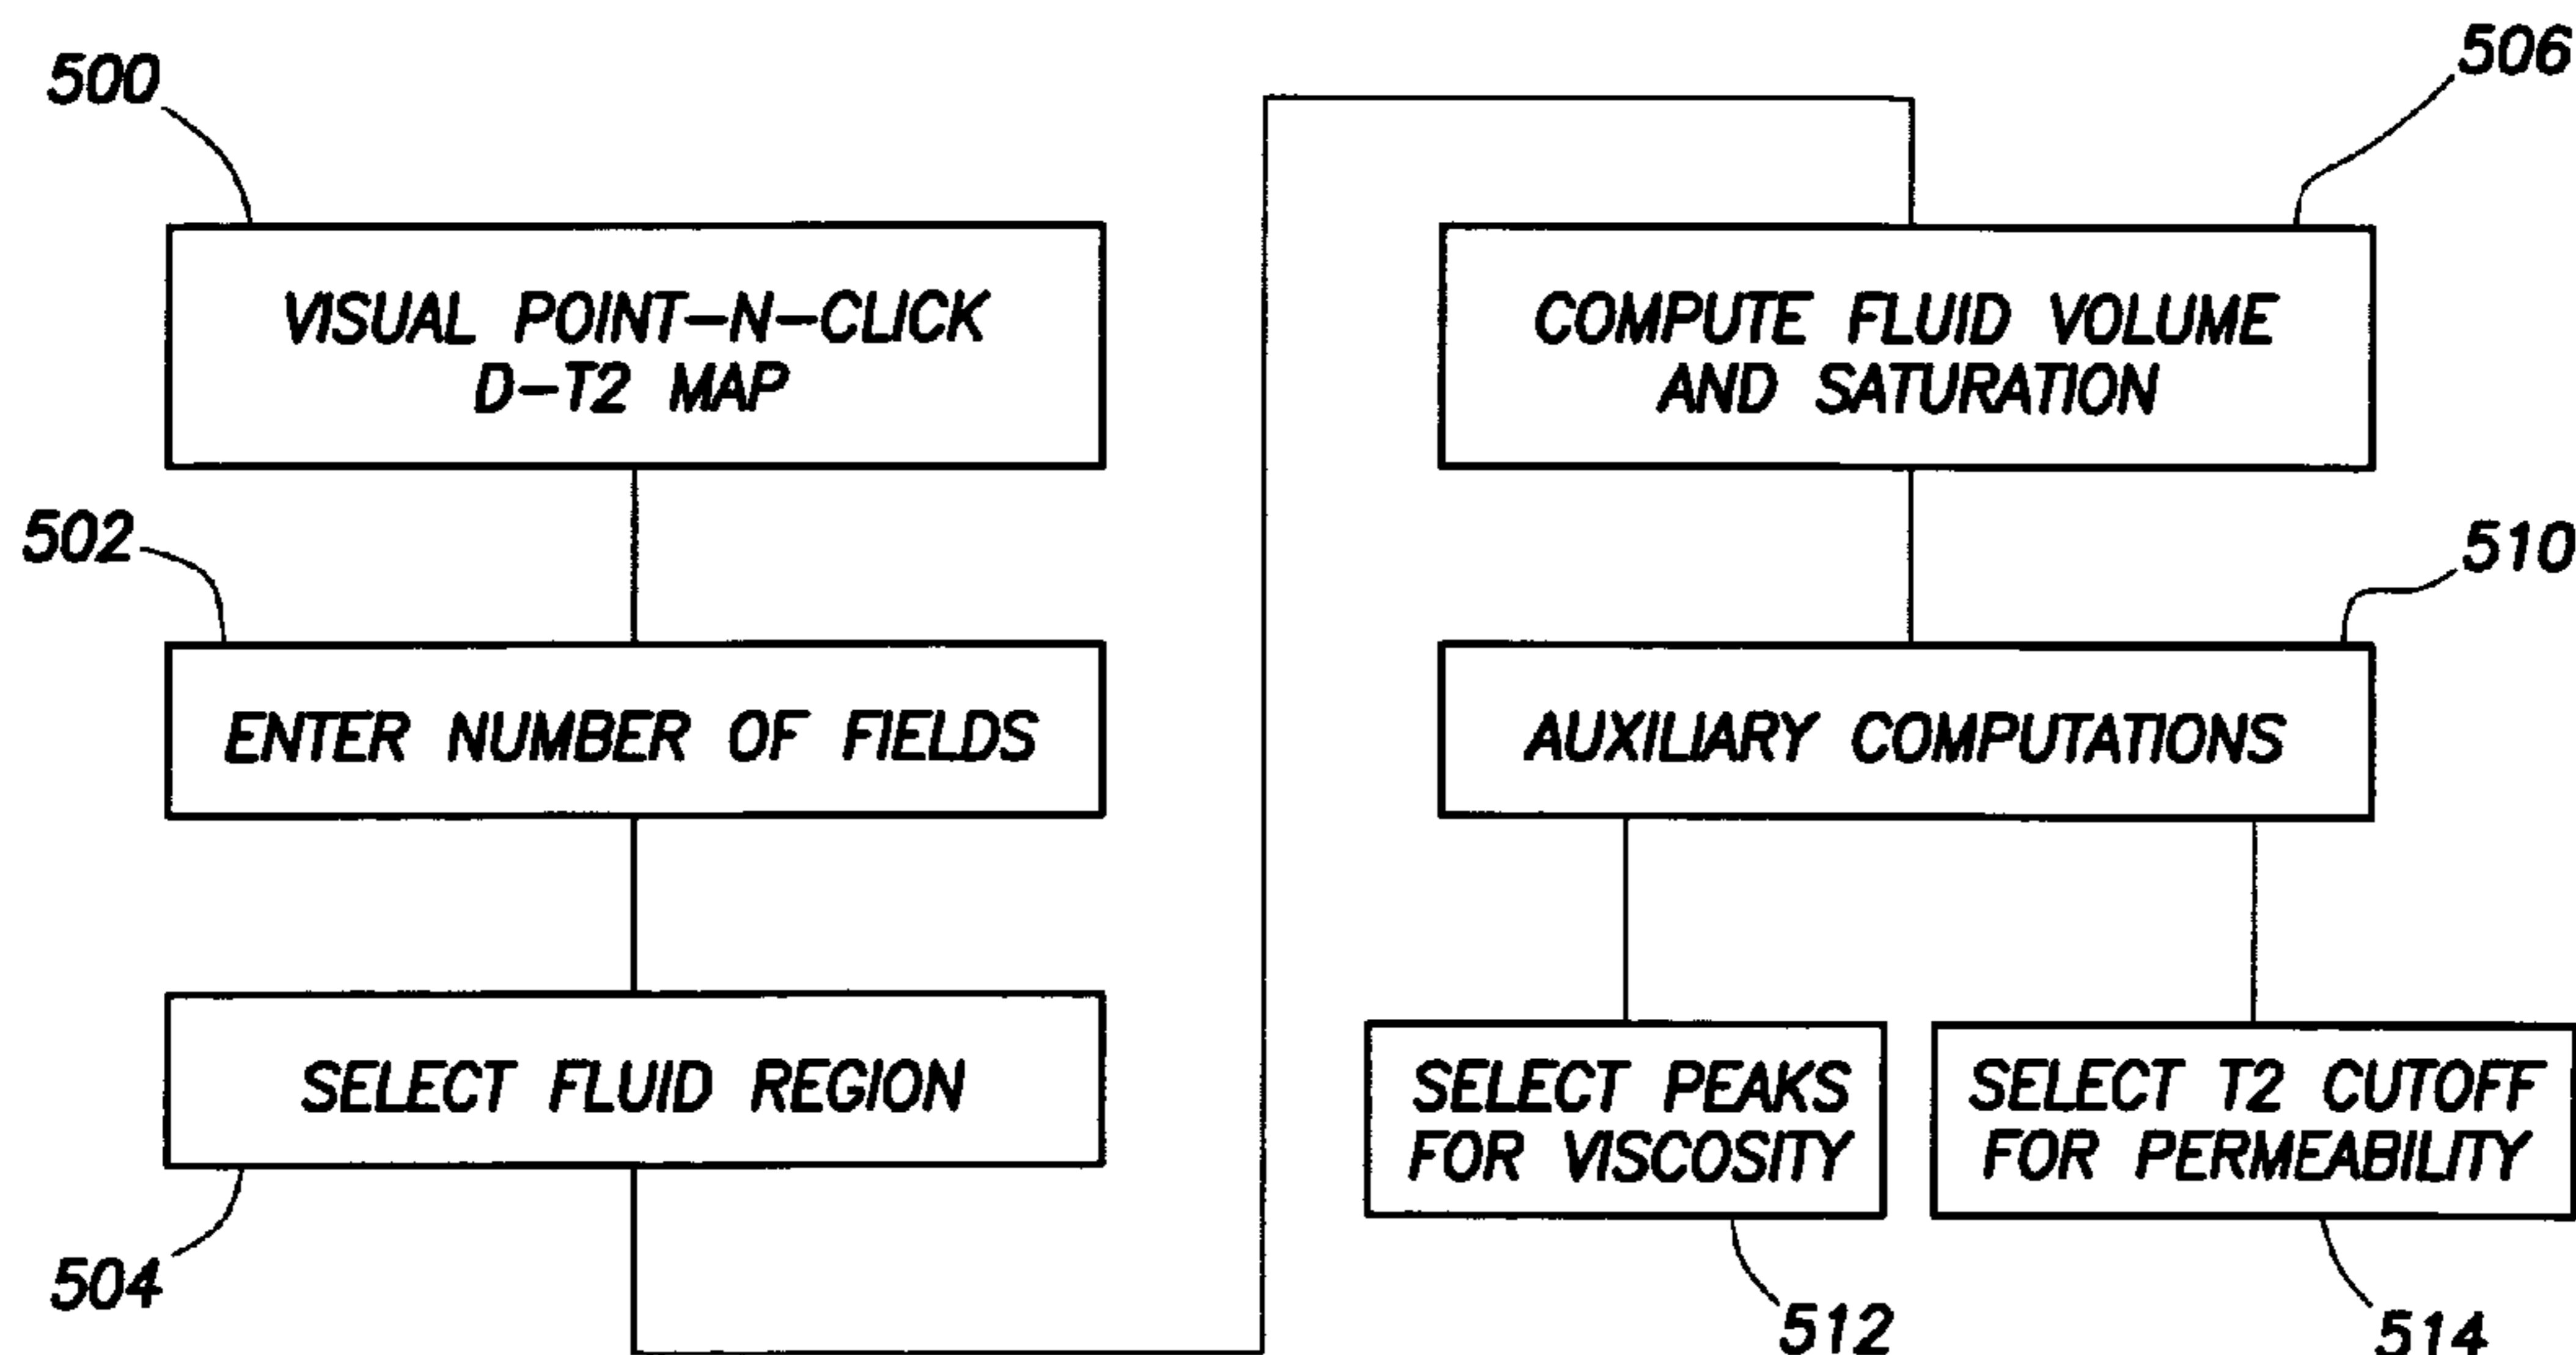 500
VISUAL POINT-N-CLICK
D-T2 MAP
502
ENTER NUMBER OF FIELDS
SELECT FLUID REGION
504
506
COMPUTE FLUID VOLUME
AND SATURATION
510
AUXILIARY COMPUTATIONS
SELECT PEAKS
FOR VISCOSITY
512
SELECT T2 CUTOFF
FOR PERMEABILITY
514